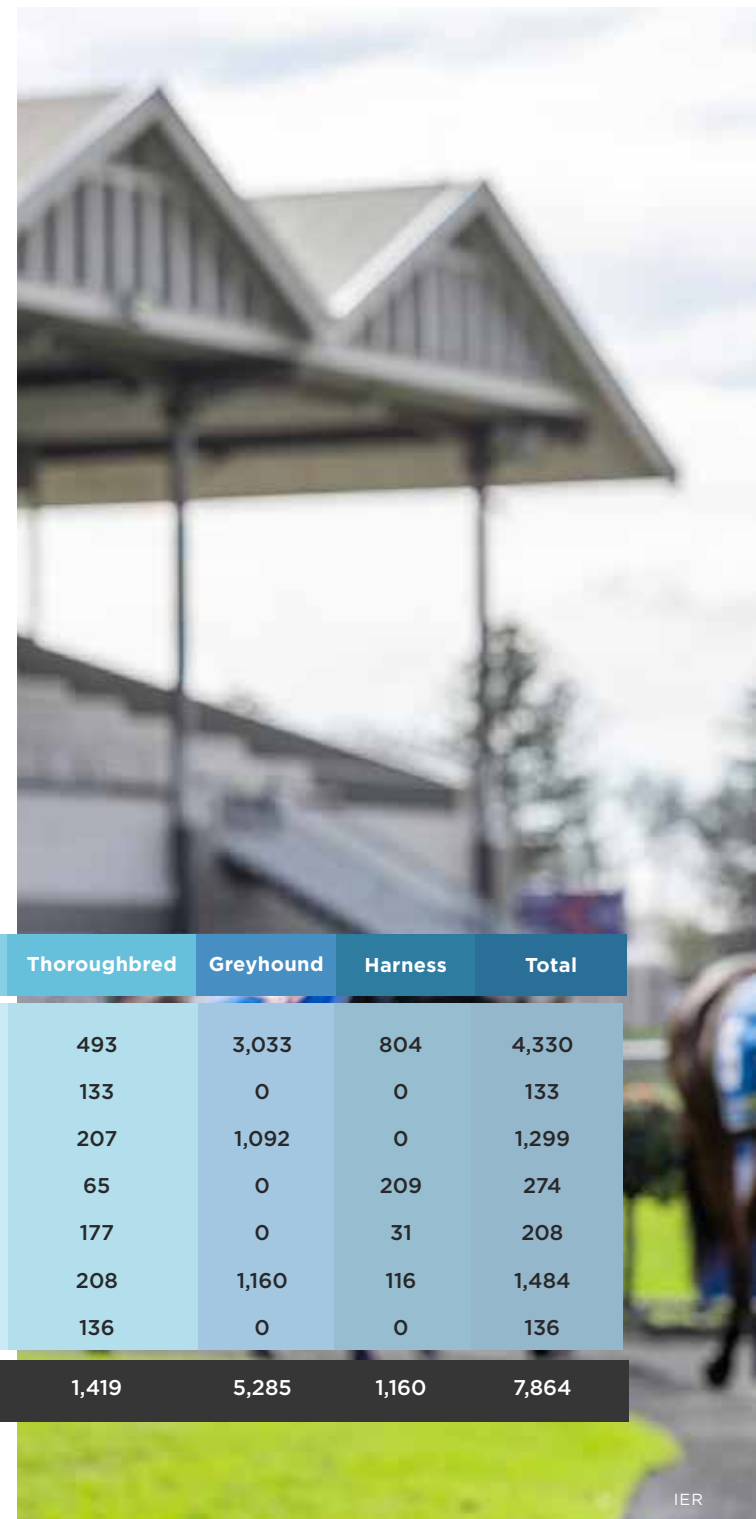 Thoroughbred Greyhound Harness Total
493 3,033 804 4,330
133 0 0 133
207 1,092 0 1,299
65 0 209 274
177 0 31 208
208 1,160 116 1,484
136 0 0 136
1,419 5,285 1,160 7,864
IER